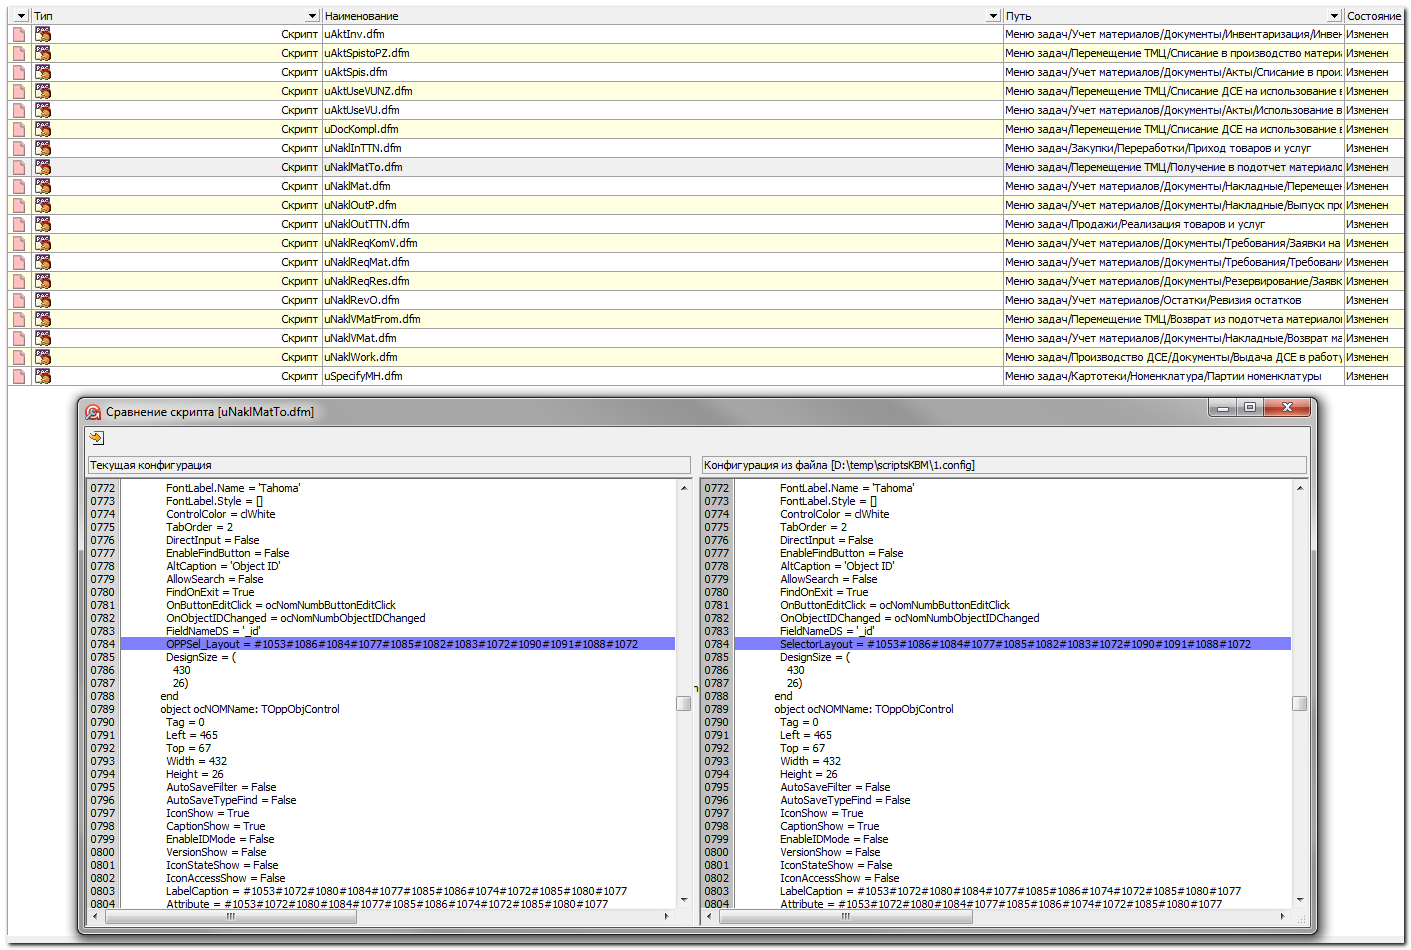 Тип Наименование Путь Состояние
Скрипт uAktInv.dfm Меню задач/Учет материалов/Документы/Инвентаризация/Инвен Изменен
Скрипт uAktSpistoPZ.dfm Меню задач/Перемещение ТМЦ/Списание в производство матери Изменен
Скрипт uAktSpis.dfm Меню задач/Учет материалов/Документы/Акты/Списание в прои: Изменен
Скрипт uAktUseVUNZ.dfm Меню задач/Перемещение ТМЦ/Списание ДСЕ на использование в Изменен
Скрипт uAktUseVU.dfm Меню задач/Учет материалов/Документы/Акты/Использование в Изменен
Скрипт uDocKompl.dfm Меню задач/Перемещение ТМЦ/Списание ДСЕ на использование в Изменен
Скрипт uNaklInTTN.dfm Меню задач/Закупки/Переработки/Приход товаров и услуг Изменен
Скрипт uNaklMatTo.dfm Меню задач/Перемещение ТМЦ/Получение в подотчет материало Изменен
Скрипт uNaklMat.dfm Меню задач/Учет материалов/Документы/Накладные/Перемещен Изменен
Скрипт uNaklOutP.dfm Меню задач/Учет материалов/Документы/Накладные/Выпуск прс Изменен
Скрипт uNaklOutTTN.dfm Меню задач/Продажи/Реализация товаров и услуг Изменен
Скрипт uNaklReqKomV.dfm Меню задач/Учет материалов/Документы/Требования/Заявки на Изменен
Скрипт uNaklReqMat.dfm Меню задач/Учет материалов/Документы/Требования/Требовани Изменен
Скрипт uNaklReqRes.dfm Меню задач/Учет материалов/Документы/Резервирование/Заявк Изменен
Скрипт uNaklRevO.dfm Меню задач/Учет материалов/Остатки/Ревизия остатков Изменен
Скрипт uNaklVMatFrom.dfm Меню задач/Перемещение ТМЦ/Возврат из подотчета материало Изменен
Скрипт uNaklVMat.dfm Меню задач/Учет материалов/Документы/Накладные/Возврат ма Изменен
Скрипт uNaklWork.dfm Меню задач/Производство ДСЕ/Документы/Выдача ДСЕ в работу Изменен
Скрипт uSpecifyMH.dfm Меню задач/Картотеки/Номенклатура/Партии номенклатуры Изменен
Сравнение скрипта [uNaklMatTo.dfm]
Текущая конфигурация
0772 FontLabel.Name = 'Tahoma'
0773 FontLabel.Style = []
0774 ControlColor = clWhite
0775 TabOrder = 2
0776 DirectInput = False
0777 EnableFindButton = False
0778 AltCaption = 'Object ID'
0779 AllowSearch = False
0780 FindOnExit = True
0781 OnButtonEditClick = ocNomNumbButtonEditClick
0782 OnObjectIDChanged = ocNomNumbObjectIDChanged
0783 FieldNameDS = '_id'
0784 OPPSel_Layout = #1053#1086#1084#1077#1085#1082#1083#1072#1090#1091#1088#1072
0785 DesignSize = (
0786 430
0787 26)
0788 end
0789 object ocNOMName: TOppObjControl
0790 Tag = 0
0791 Left = 465
0792 Top = 67
0793 Width = 432
0794 Height = 26
0795 AutoSaveFilter = False
0796 AutoSaveTypeFind = False
0797 IconShow = True
0798 CaptionShow = True
0799 EnableIDMode = False
0800 VersionShow = False
0801 IconStateShow = False
0802 IconAccessShow = False
0803 LabelCaption = #1053#1072#1080#1084#1077#1085#1086#1074#1072#1085#1080#1077
0804 Attribute = #1053#1072#1080#1084#1077#1085#1086#1074#1072#1085#1080#1077
Конфигурация из файла [D:\temp\scriptsKBM\1.config]
0772 FontLabel.Name = 'Tahoma'
0773 FontLabel.Style = []
0774 ControlColor = clWhite
0775 TabOrder = 2
0776 DirectInput = False
0777 EnableFindButton = False
0778 AltCaption = 'Object ID'
0779 AllowSearch = False
0780 FindOnExit = True
0781 OnButtonEditClick = ocNomNumbButtonEditClick
0782 OnObjectIDChanged = ocNomNumbObjectIDChanged
0783 FieldNameDS = '_id'
0784 SelectorLayout = #1053#1086#1084#1077#1085#1082#1083#1072#1090#1091#1088#1072
0785 DesignSize = (
0786 430
0787 26)
0788 end
0789 object ocNOMName: TOppObjControl
0790 Tag = 0
0791 Left = 465
0792 Top = 67
0793 Width = 432
0794 Height = 26
0795 AutoSaveFilter = False
0796 AutoSaveTypeFind = False
0797 IconShow = True
0798 CaptionShow = True
0799 EnableIDMode = False
0800 VersionShow = False
0801 IconStateShow = False
0802 IconAccessShow = False
0803 LabelCaption = #1053#1072#1080#1084#1077#1085#1086#1074#1072#1085#1080#1077
0804 Attribute = #1053#1072#1080#1084#1077#1085#1086#1074#1072#1085#1080#1077